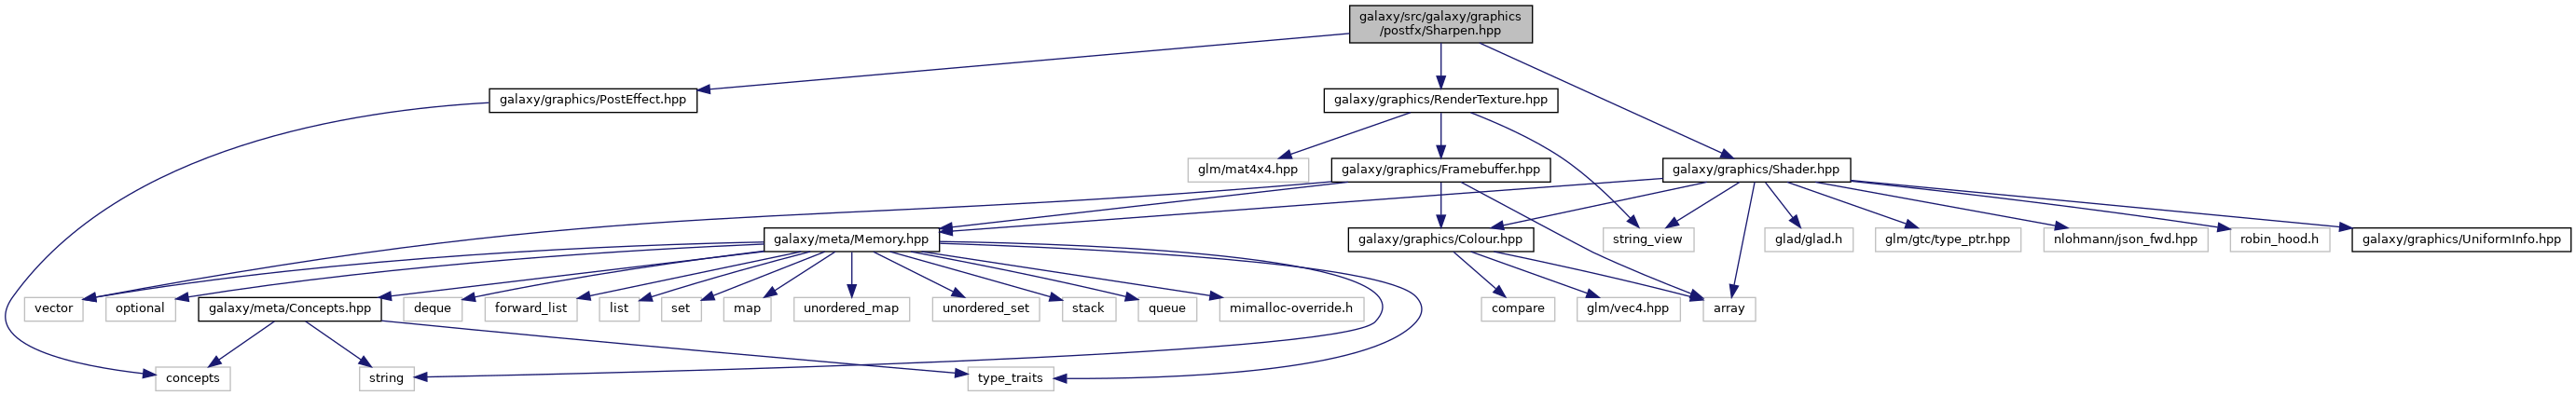 galaxy/src/galaxy/graphics
/postfx/Sharpen.hpp
galaxy/graphics/PostEffect.hpp
galaxy/graphics/RenderTexture.hpp
glm/mat4x4.hpp
galaxy/graphics/Framebuffer.hpp
galaxy/graphics/Shader.hpp
galaxy/meta/Memory.hpp
galaxy/graphics/Colour.hpp
string_view
glad/glad.h
glm/gtc/type_ptr.hpp
nlohmann/json_fwd.hpp
robin_hood.h
galaxy/graphics/UniformInfo.hpp
vector
optional
galaxy/meta/Concepts.hpp
deque
forward_list
list
set
map
unordered_map
unordered_set
stack
queue
mimalloc-override.h
compare
glm/vec4.hpp
array
concepts
string
type_traits